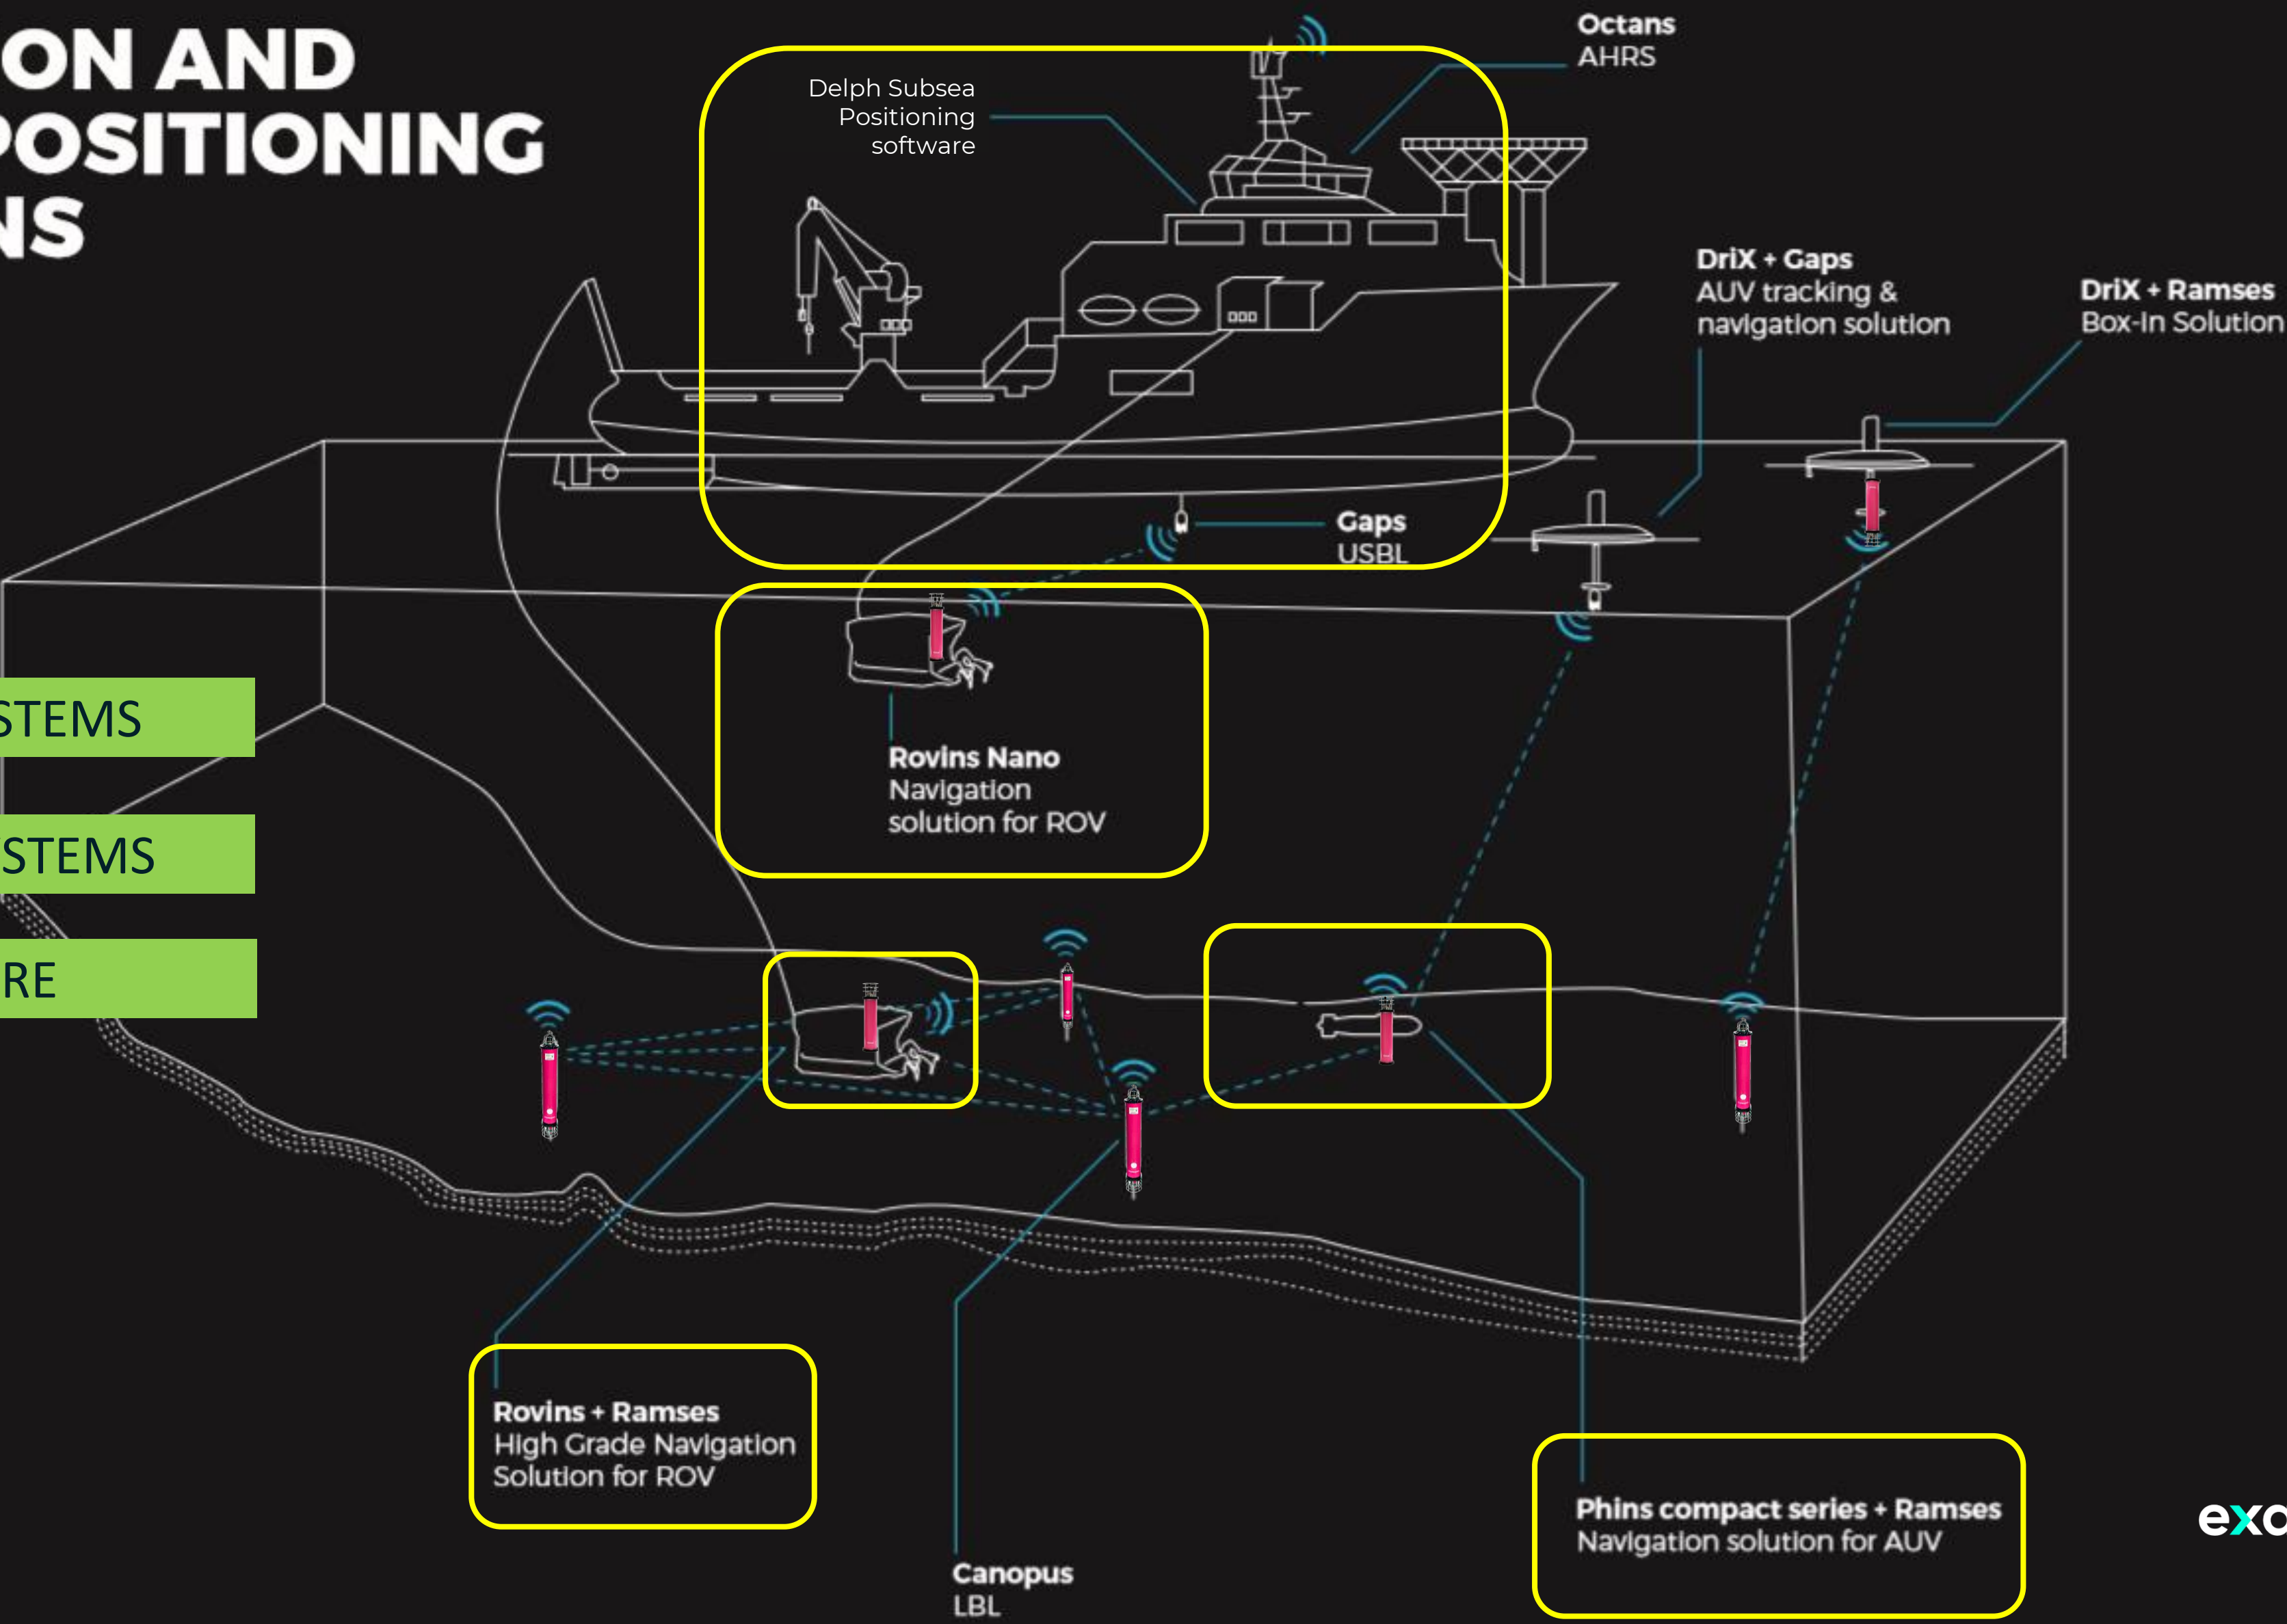 ON AND
POSITIONING
NS
Octans
AHRS
Delph Subsea
Positioning
software
DriX + Gaps
AUV tracking &
navigation solution
DriX + Ramses
Box-In Solution
Gaps
USBL
STEMS
Rovins Nano
Navigation
solution for ROV
STEMS
RE
Rovins + Ramses
High Grade Navigation
Solution for ROV
Phins compact series + Ramses
Navigation solution for AUV
exo
Canopus
LBL